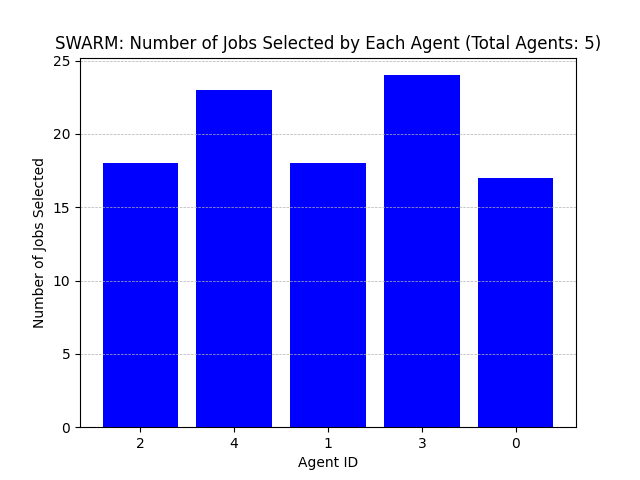 SWARM: Number of Jobs Selected by Each Agent (Total Agents: 5)
25
20
15
10
5
0
Number of Jobs Selected
2 4 1 3 0
Agent ID